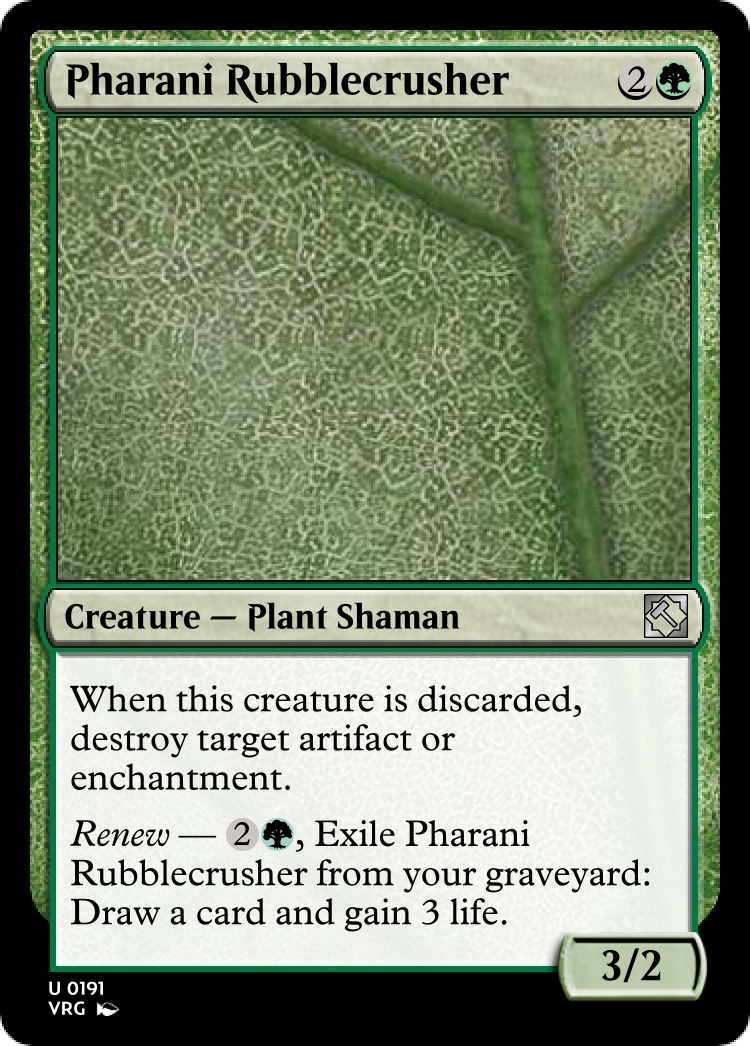 Pharani Rubblecrusher 2
Creature — Plant Shaman
When this creature is discarded,
destroy target artifact or
enchantment.
Renew — 2, Exile Pharani
Rubblecrusher from your graveyard:
Draw a card and gain 3 life.
3/2
U 0191
VRG